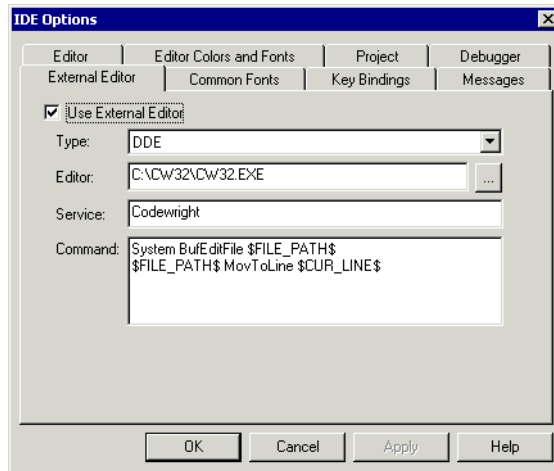 IDE Options
Editor Editor Colors and Fonts Project Debugger
External Editor Common Fonts Key Bindings Messages
Use External Editor
Type: DDE
Editor: C:\CW32\CW32.EXE ...
Service: Codewright
Command: System BufEditFile $FILE_PATH$
$FILE_PATH$ MovToLine $CUR_LINE$
OK Cancel Apply Help